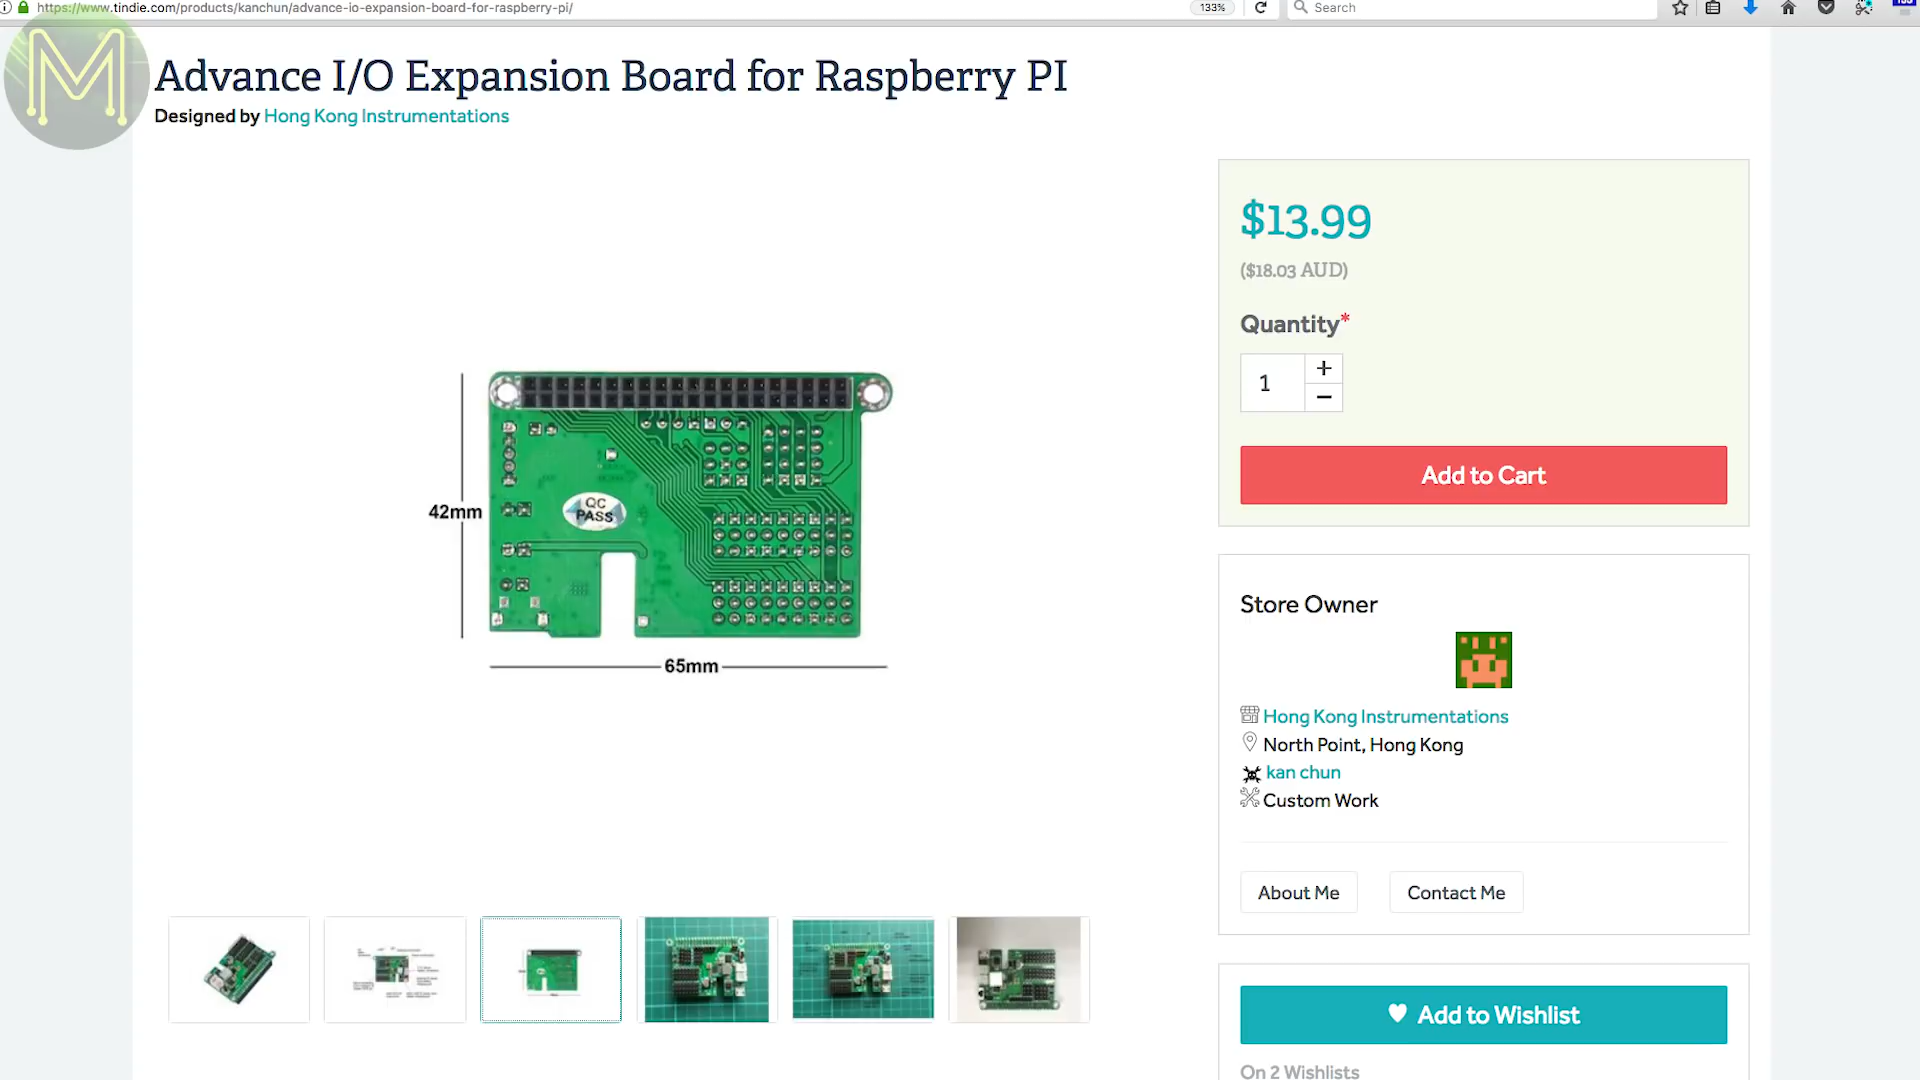 https://www.tindie.com/products/kanchun/advance-io-expansion-board-for-raspberry-pi/
133%
Search
M
Advance I/O Expansion Board for Raspberry PI
Designed by Hong Kong Instrumentations
$13.99
($18.03 AUD)
Quantity*
1
+
−
Add to Cart
42mm
QC
PASS
65mm
Store Owner
Hong Kong Instrumentations
North Point, Hong Kong
kan chun
Custom Work
About Me
Contact Me
Add to Wishlist
On 2 Wishlists